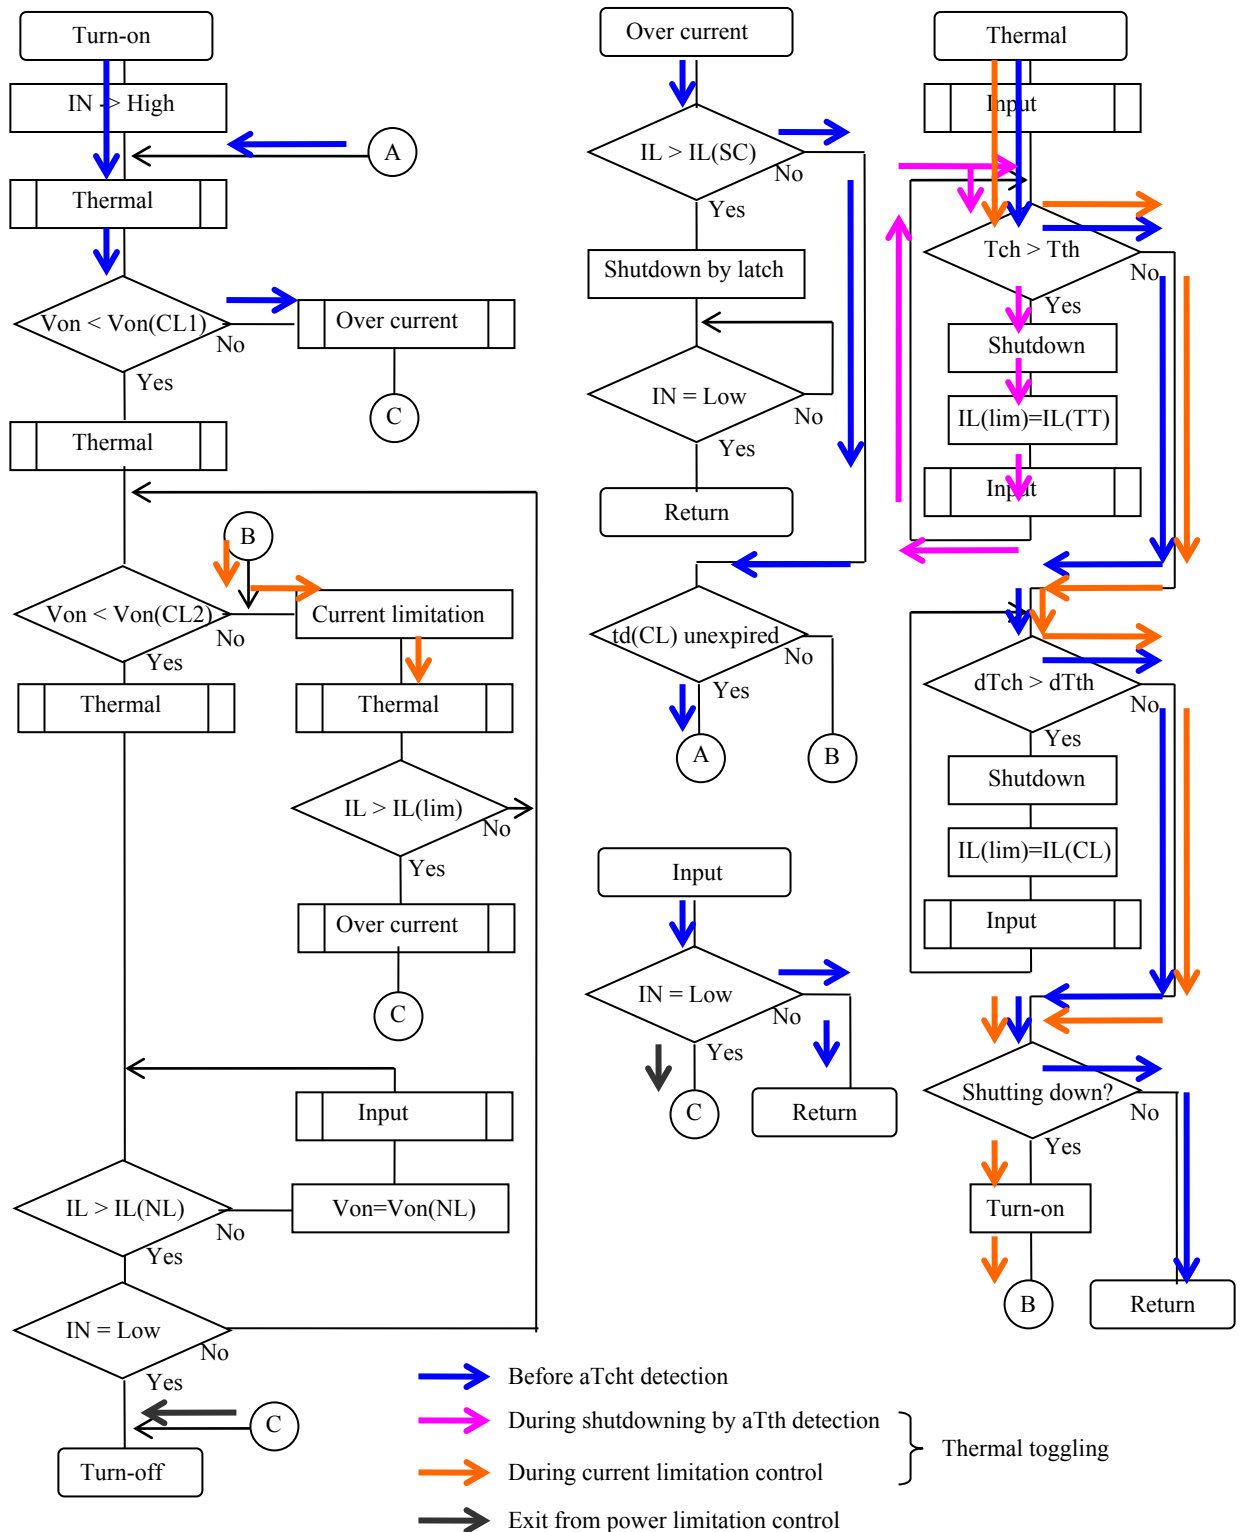 Turn-on
IN -> High
A
Thermal
Von < Von(CL1)
No
Yes
Over current
C
Thermal
B
Von < Von(CL2)
No
Yes
Current limitation
Thermal
Thermal
IL > IL(lim)
No
Yes
Over current
C
Input
IL > IL(NL)
No
Yes
Von=Von(NL)
IN = Low
No
Yes
C
Turn-off
Over current
IL > IL(SC)
No
Yes
Shutdown by latch
IN = Low
No
Yes
Return
td(CL) unexpired
No
Yes
A
B
Input
IN = Low
No
Yes
C
Return
Thermal
Input
Tch > Tth
No
Yes
Shutdown
IL(lim)=IL(TT)
Input
dTch > dTth
No
Yes
Shutdown
IL(lim)=IL(CL)
Input
Shutting down?
No
Yes
Turn-on
B
Return
Before aTcht detection
During shutdowning by aTth detection
During current limitation control
Thermal toggling
Exit from power limitation control